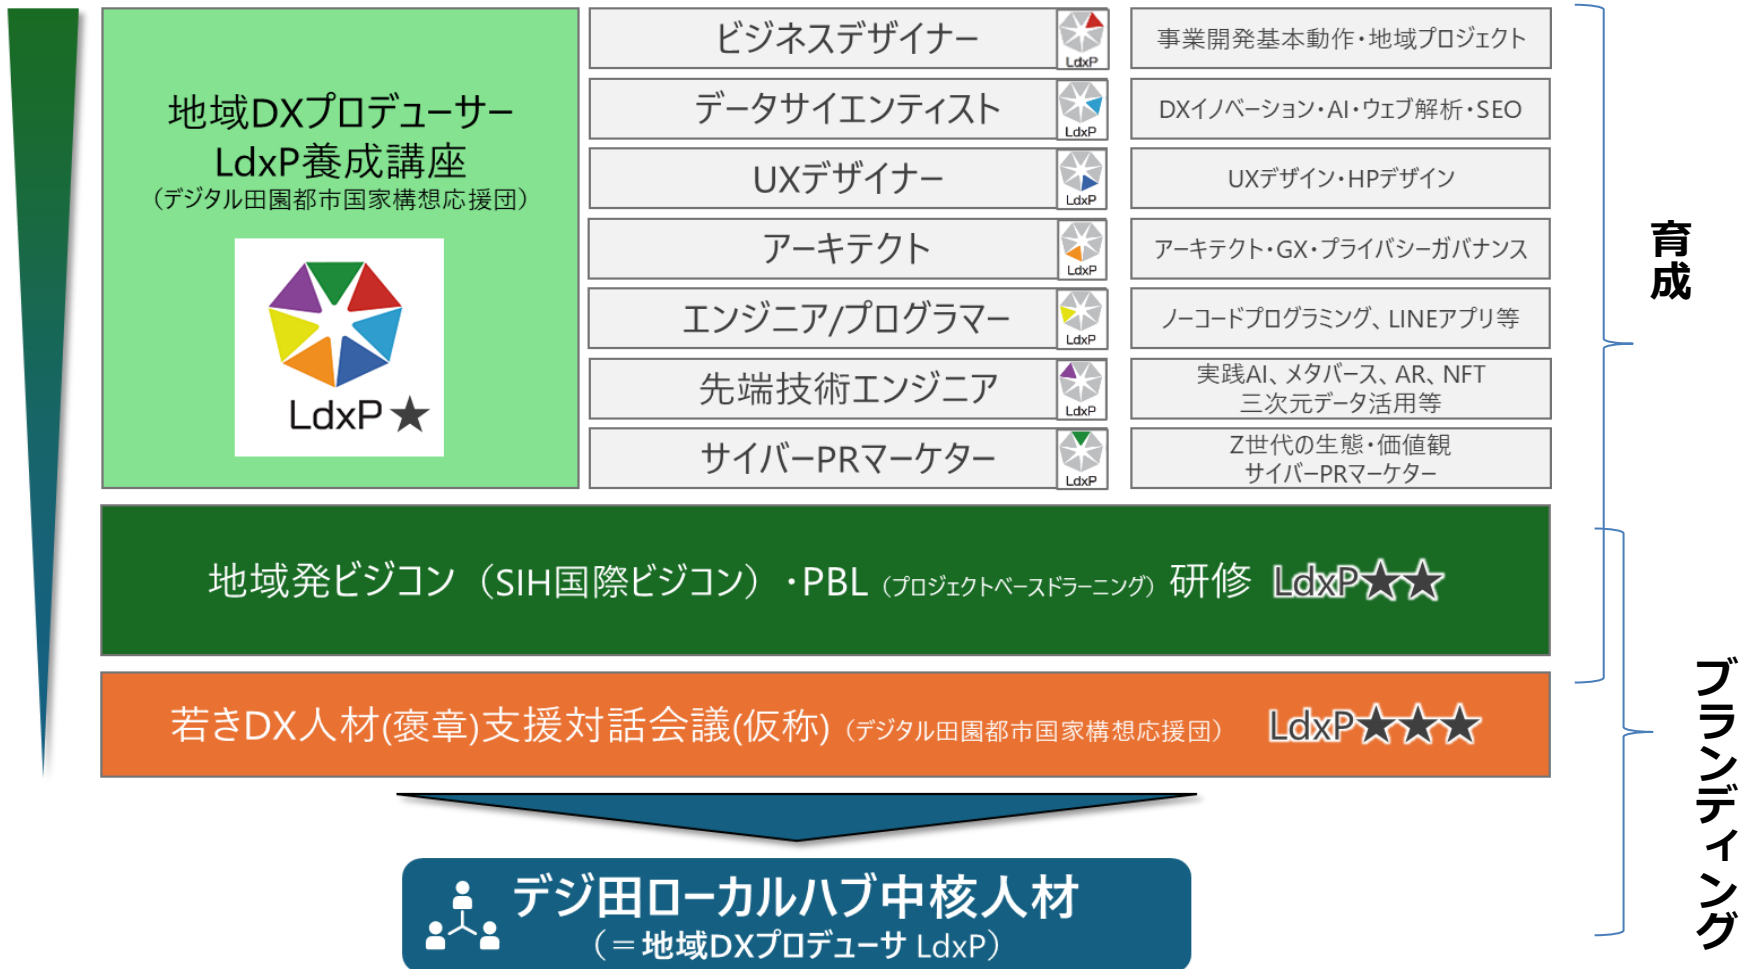 地域DXプロデューサー
LdxP養成講座
（デジタル田園都市国家構想応援団）
LdxP★
ビジネスデザイナー
LdxP
事業開発基本動作・地域プロジェクト
データサイエンティスト
LdxP
DXイノベーション・AI・ウェブ解析・SEO
UXデザイナー
LdxP
UXデザイン・HPデザイン
アーキテクト
LdxP
アーキテクト・GX・プライバシーガバナンス
エンジニア/プログラマー
LdxP
ノーコードプログラミング、LINEアプリ等
先端技術エンジニア
LdxP
実践AI、メタバース、AR、NFT
三次元データ活用等
サイバーPRマーケター
LdxP
Z世代の生態・価値観
サイバーPRマーケター
育成
地域発ビジコン（SIH国際ビジコン）・PBL（プロジェクトベースドラーニング）研修 LdxP★★
若きDX人材(褒章)支援対話会議(仮称)（デジタル田園都市国家構想応援団） LdxP★★★
ブランディング
デジ田ローカルハブ中核人材
（＝地域DXプロデューサ LdxP）